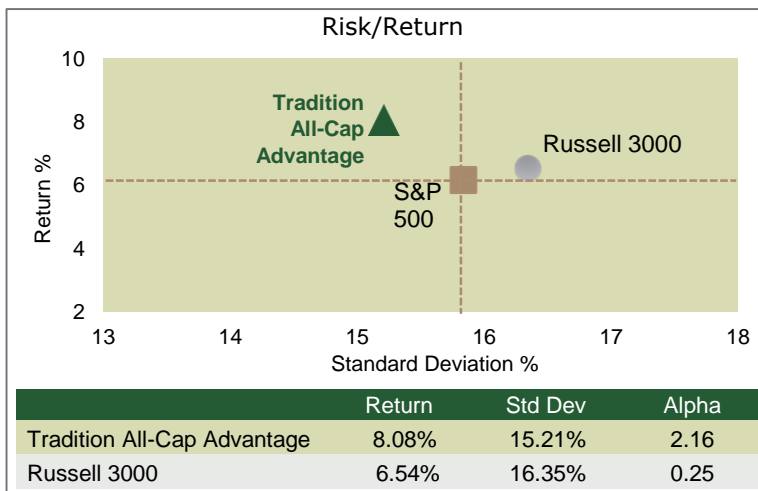 Risk/Return
Return %
10
8
6
4
2
Tradition
All-Cap
Advantage
Russell 3000
S&P
500
13 14 15 16 17 18
Standard Deviation %
Return Std Dev Alpha
Tradition All-Cap Advantage 8.08% 15.21% 2.16
Russell 3000 6.54% 16.35% 0.25